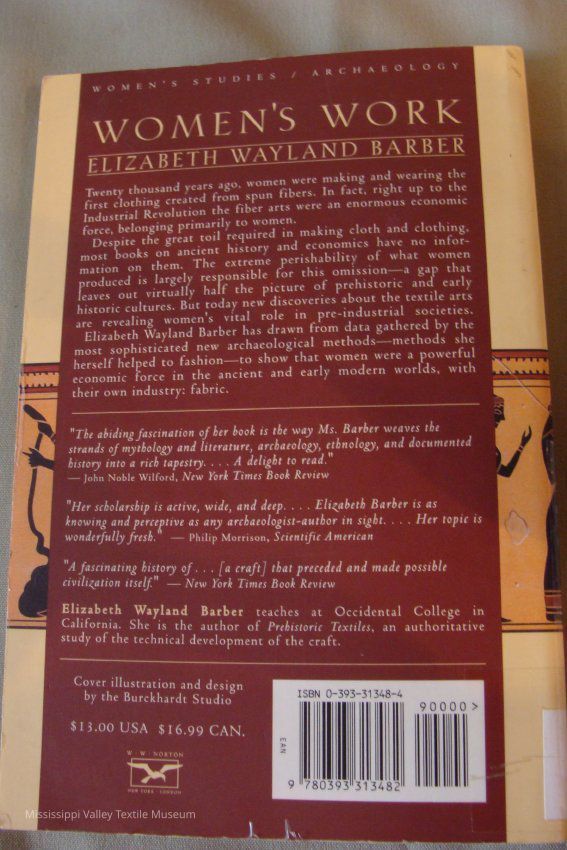 WOMEN'S STUDIES / ARCHAEOLOGY
WOMEN'S WORK
ELIZABETH WAYLAND BARBER
Twenty thousand years ago, women were making and wearing the
first clothing created from spun fibers. In fact, right up to the
Industrial Revolution the fiber arts were an enormous economic
force, belonging primarily to women.
Despite the great toil required in making cloth and clothing,
most books on ancient history and economics have no infor-
mation on them. The extreme perishability of what women
produced is largely responsible for this omission—a gap that
leaves out virtually half the picture of prehistoric and early
historic cultures. But today new discoveries about the textile arts
are revealing women's vital role in pre-industrial societies.
Elizabeth Wayland Barber has drawn from data gathered by the
most sophisticated new archaeological methods—methods she
herself helped to fashion—to show that women were a powerful
economic force in the ancient and early modern worlds, with
their own industry: fabric.
"The abiding fascination of her book is the way Ms. Barber weaves the
strands of mythology and literature, archaeology, ethnology, and documented
history into a rich tapestry. . . . A delight to read."
— John Noble Wilford, New York Times Book Review
"Her scholarship is active, wide, and deep. . . . Elizabeth Barber is as
knowing and perceptive as any archaeologist-author in sight. . . . Her topic is
wonderfully fresh." — Philip Morrison, Scientific American
"A fascinating history of . . . [a craft] that preceded and made possible
civilization itself." — New York Times Book Review
Elizabeth Wayland Barber teaches at Occidental College in
California. She is the author of Prehistoric Textiles, an authoritative
study of the technical development of the craft.
Cover illustration and design
by the Burckhardt Studio
$13.00 USA $16.99 CAN.
W · W · NORTON
NEW YORK · LONDON
ISBN 0-393-31348-4
90000>
EAN
9 780393 313482
Mississippi Valley Textile Museum